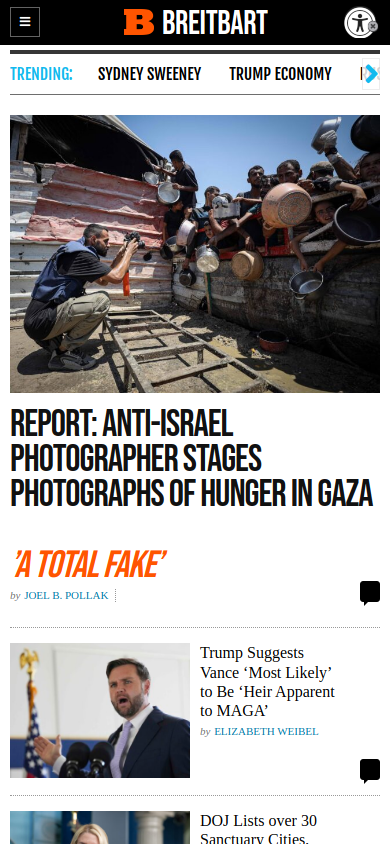 BREITBART
TRENDING: SYDNEY SWEENEY TRUMP ECONOMY
REPORT: ANTI-ISRAEL
PHOTOGRAPHER STAGES
PHOTOGRAPHS OF HUNGER IN GAZA
'A TOTAL FAKE'
by JOEL B. POLLAK
Trump Suggests
Vance ‘Most Likely’
to Be ‘Heir Apparent
to MAGA’
by ELIZABETH WEIBEL
DOJ Lists over 30
Sanctuary Cities,